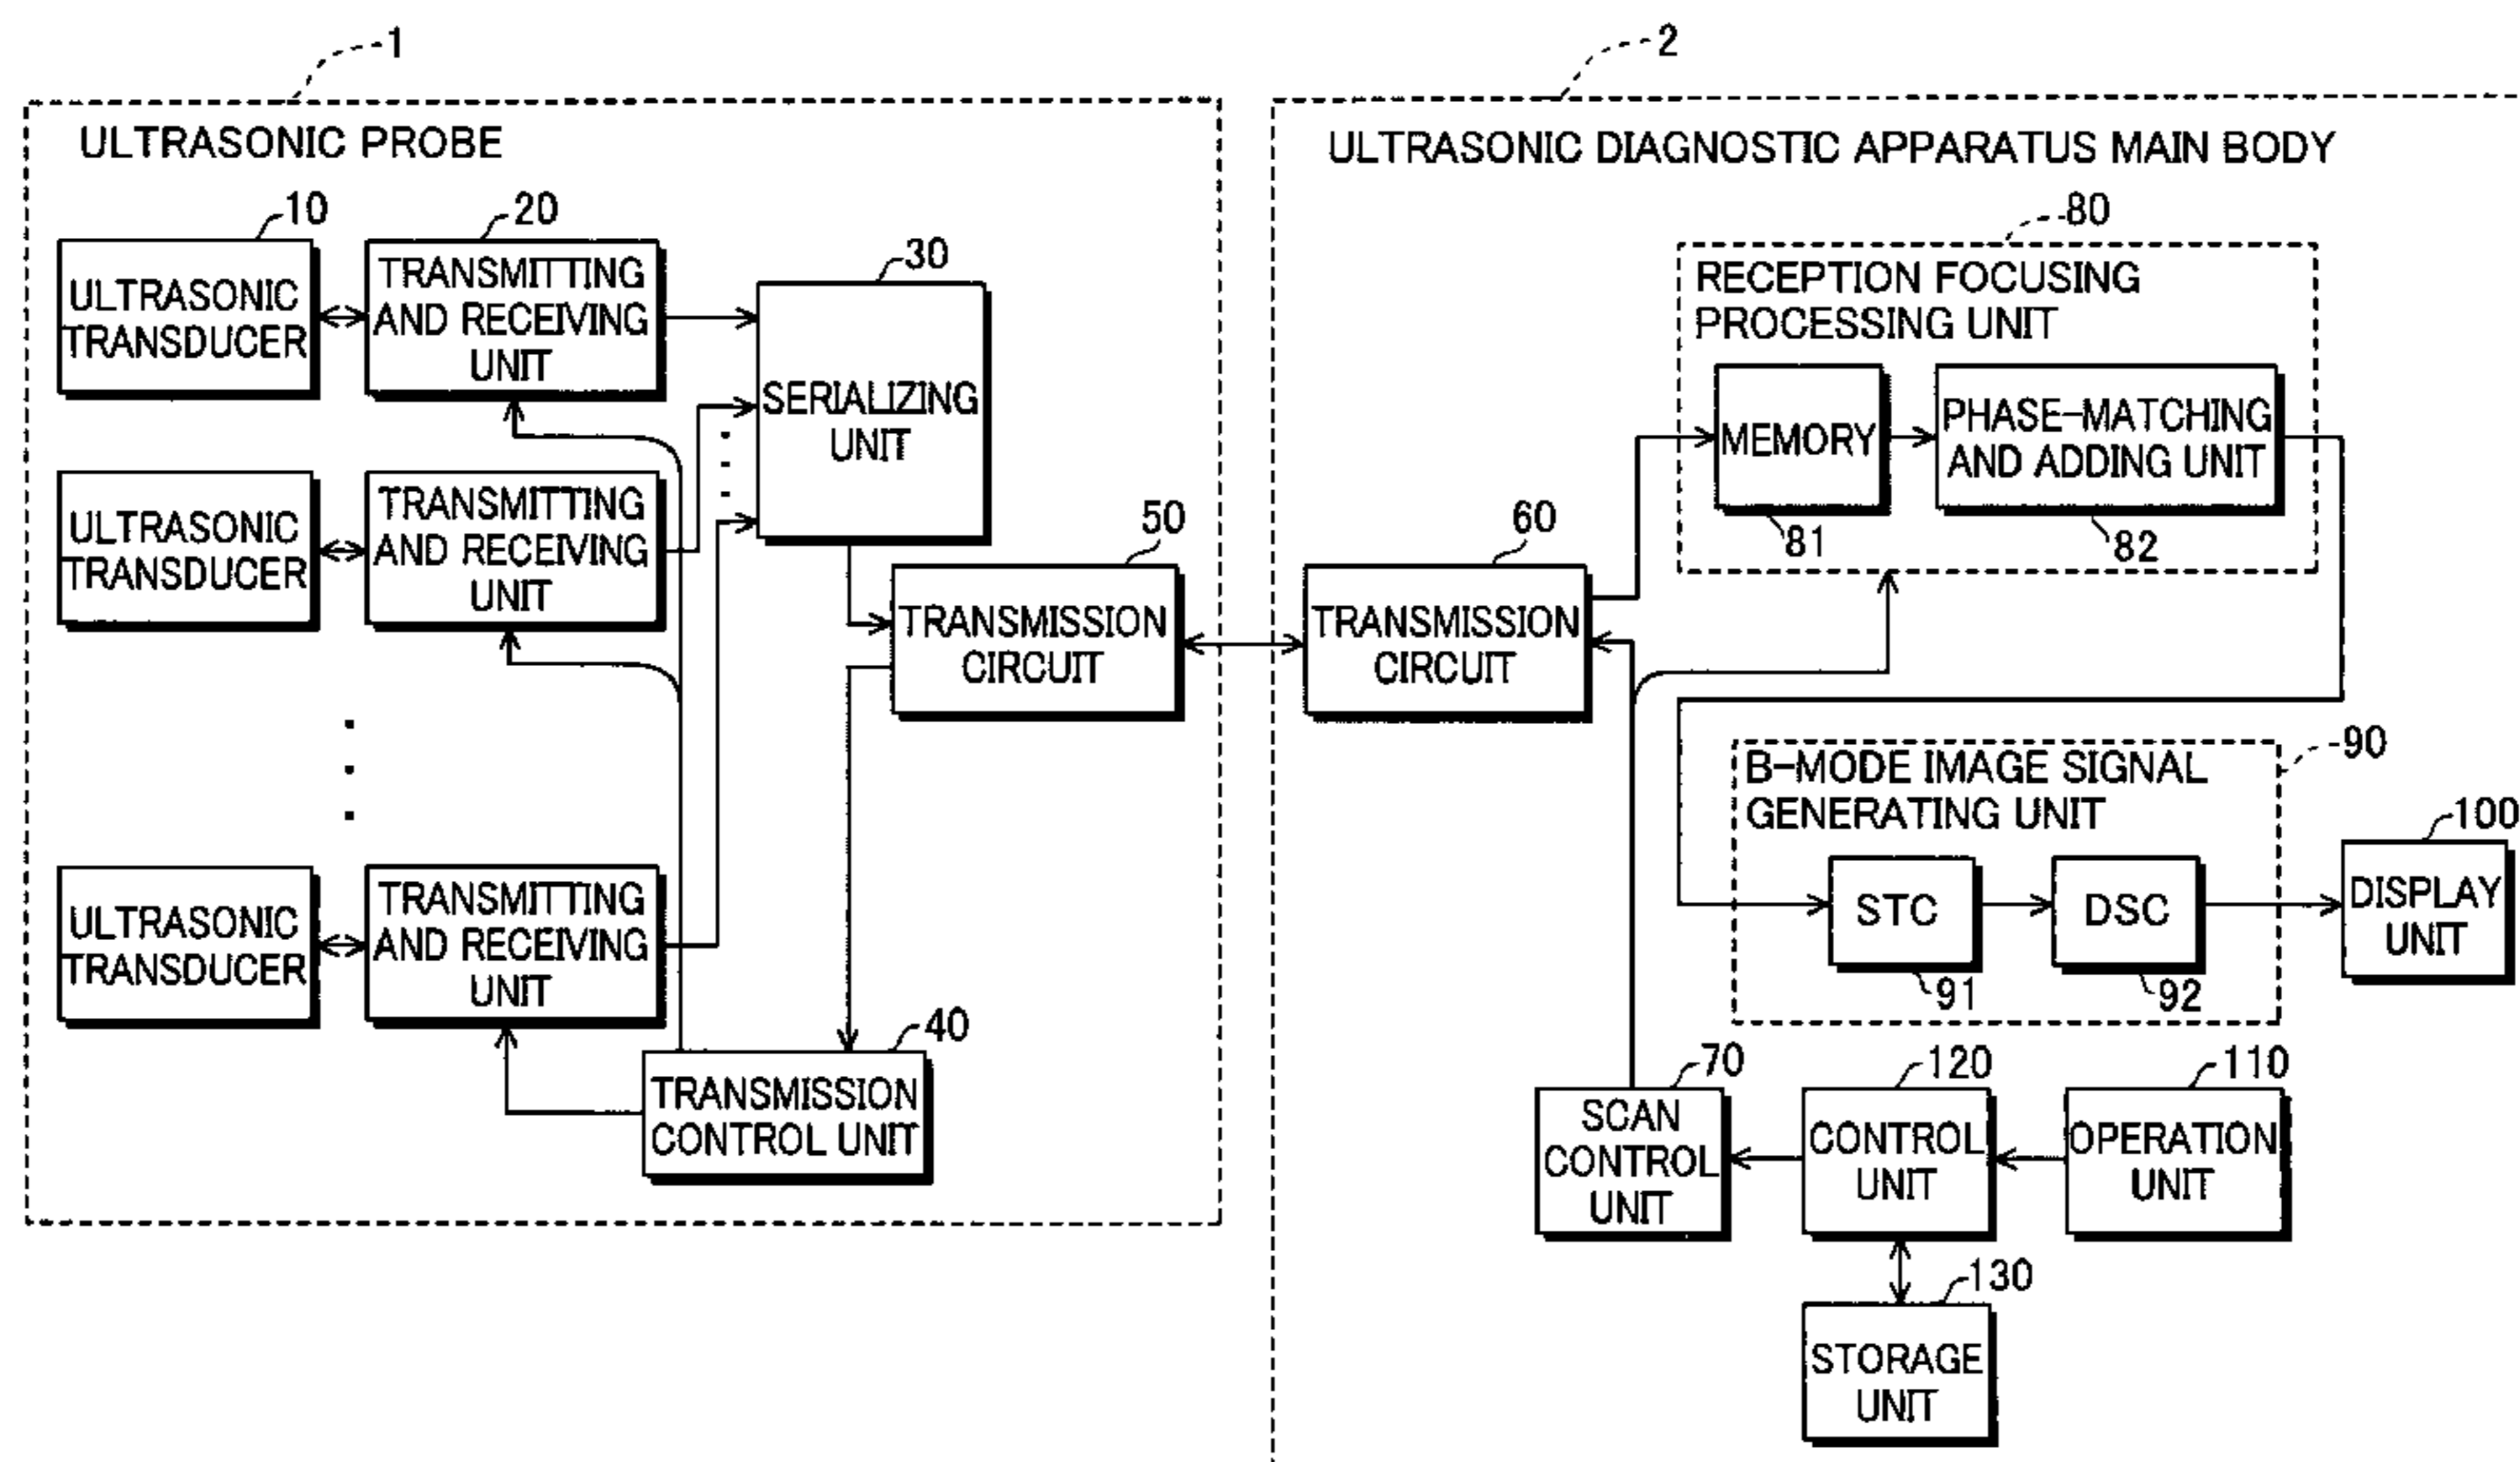 1
2
ULTRASONIC PROBE
10
20
30
ULTRASONIC
TRANSDUCER
TRANSMITTING
AND RECEIVING
UNIT
SERIALIZING
UNIT
ULTRASONIC
TRANSDUCER
TRANSMITTING
AND RECEIVING
UNIT
50
TRANSMISSION
CIRCUIT
ULTRASONIC
TRANSDUCER
TRANSMITTING
AND RECEIVING
UNIT
40
TRANSMISSION
CONTROL UNIT
ULTRASONIC DIAGNOSTIC APPARATUS MAIN BODY
80
RECEPTION FOCUSING
PROCESSING UNIT
MEMORY
PHASE-MATCHING
AND ADDING UNIT
81
82
60
TRANSMISSION
CIRCUIT
90
B-MODE IMAGE SIGNAL
GENERATING UNIT
100
STC
DSC
DISPLAY
UNIT
91
92
70
120
110
SCAN
CONTROL
UNIT
CONTROL
UNIT
OPERATION
UNIT
130
STORAGE
UNIT